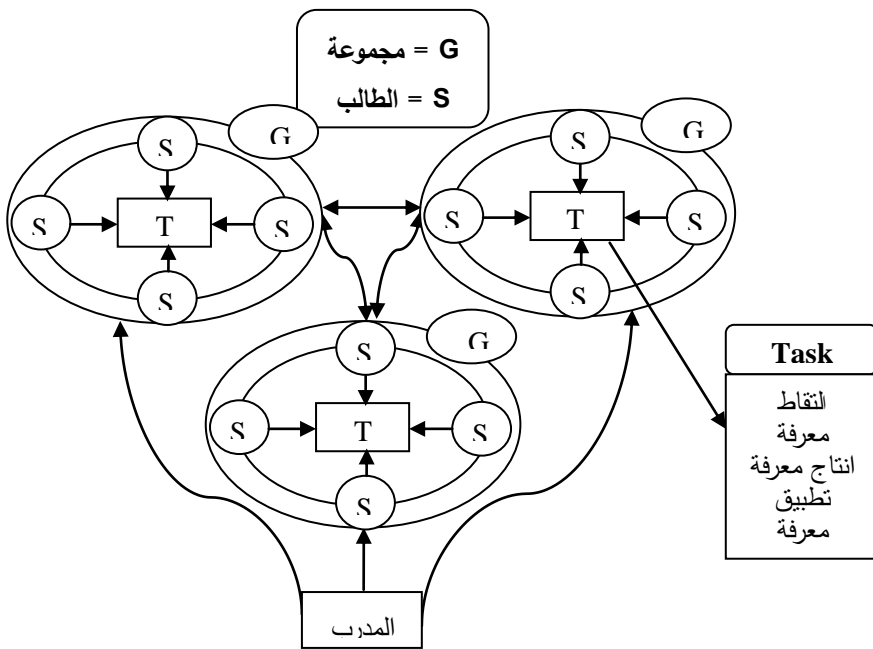 G = مجموعة
S = الطالب
G
G
S
S
S
T
S
S
T
S
S
S
G
S
S
T
S
S
Task
التقاط
معرفة
انتاج معرفة
تطبيق
معرفة
المدرب